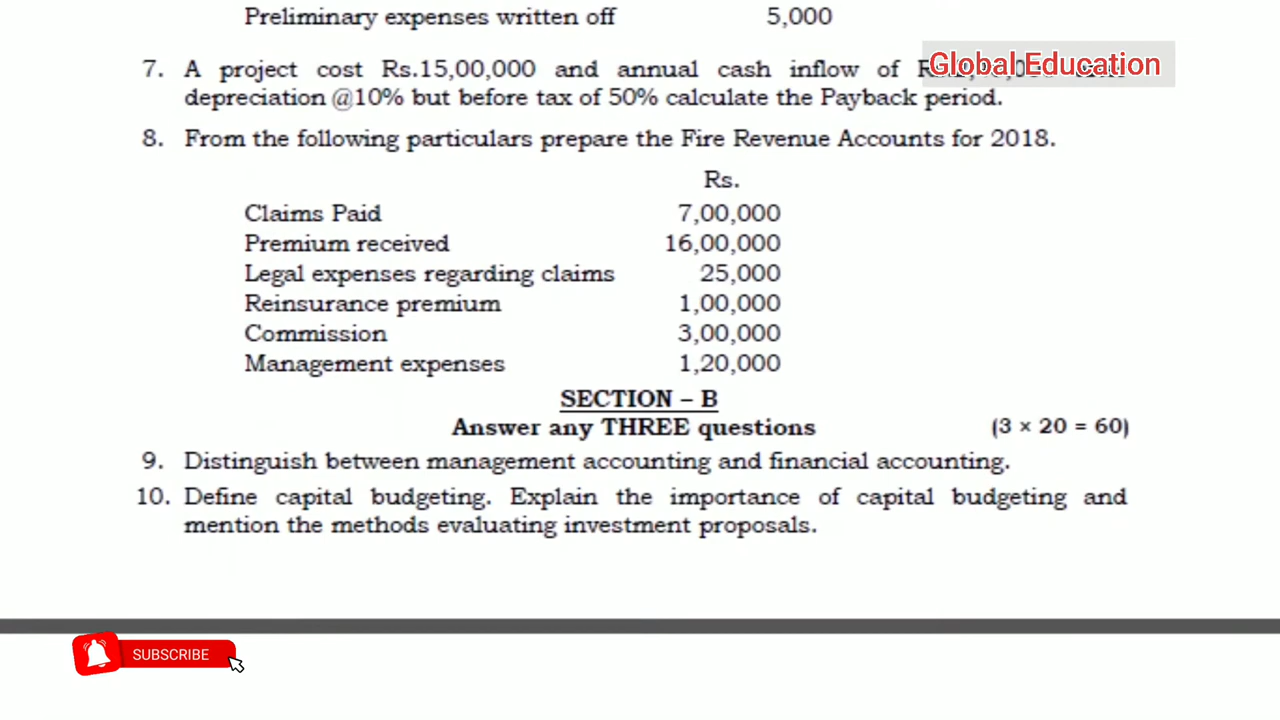 Preliminary expenses written off 5,000
Global Education
7. A project cost Rs.15,00,000 and annual cash inflow of
depreciation @10% but before tax of 50% calculate the Payback period.
8. From the following particulars prepare the Fire Revenue Accounts for 2018.
Rs.
Claims Paid 7,00,000
Premium received 16,00,000
Legal expenses regarding claims 25,000
Reinsurance premium 1,00,000
Commission 3,00,000
Management expenses 1,20,000
SECTION – B
Answer any THREE questions (3 × 20 = 60)
9. Distinguish between management accounting and financial accounting.
10. Define capital budgeting. Explain the importance of capital budgeting and
mention the methods evaluating investment proposals.
SUBSCRIBE